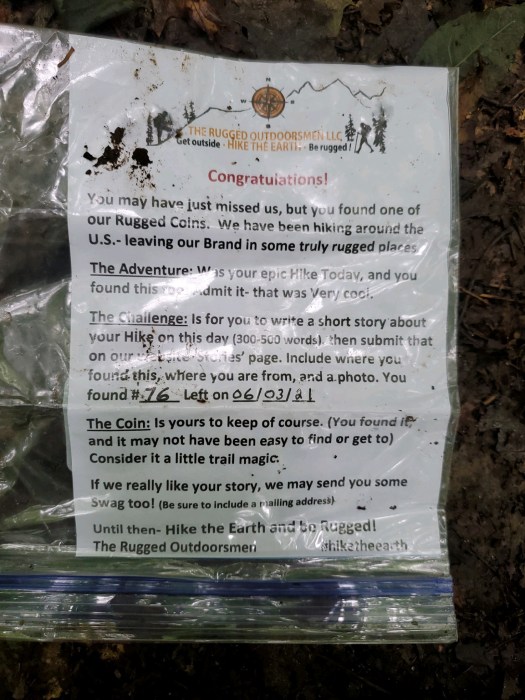 N
W
THE RUGGED OUTDOORSMEN LLC
Get outside - HIKE THE EARTH - Be rugged!
Congratulations!
You may have just missed us, but you found one of
our Rugged Coins. We have been hiking around the
U.S.- leaving our Brand in some truly rugged places
The Adventure: Was your epic Hike Today, and you
found this admit it- that was Very cool.
The Challenge: Is for you to write a short story about
your Hike on this day (300-500 words), then submit that
on our website Stories' page. Include where you
found this, where you are from, and a photo. You
found # 76 Left on 06/03/21
The Coin: Is yours to keep of course. (You found it,
and it may not have been easy to find or get to)
Consider it a little trail magic.
If we really like your story, we may send you some
Swag too! (Be sure to include a mailing address)
Until then- Hike the Earth and be Rugged!
The Rugged Outdoorsmen hiketheearth